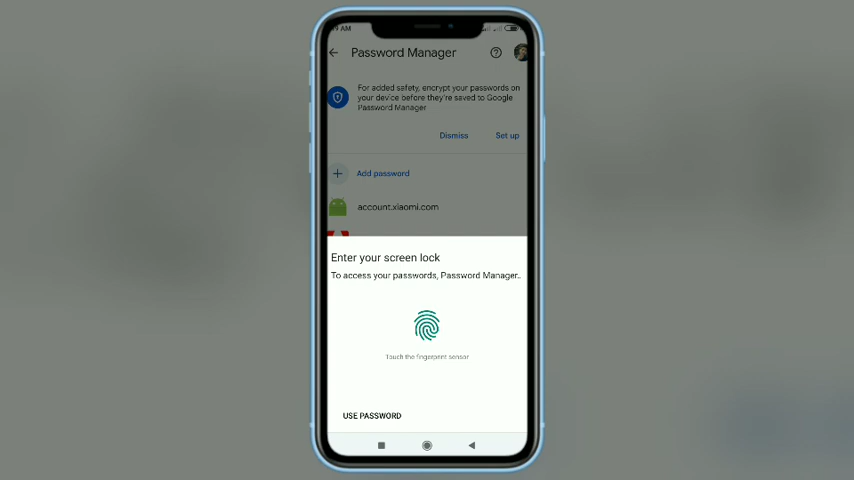 AM
Password Manager
For added safety, encrypt your passwords on
your device before they're saved to Google
Password Manager
Dismiss
Set up
Add password
account.xiaomi.com
Enter your screen lock
To access your passwords, Password Manager..
Touch the fingerprint sensor
USE PASSWORD